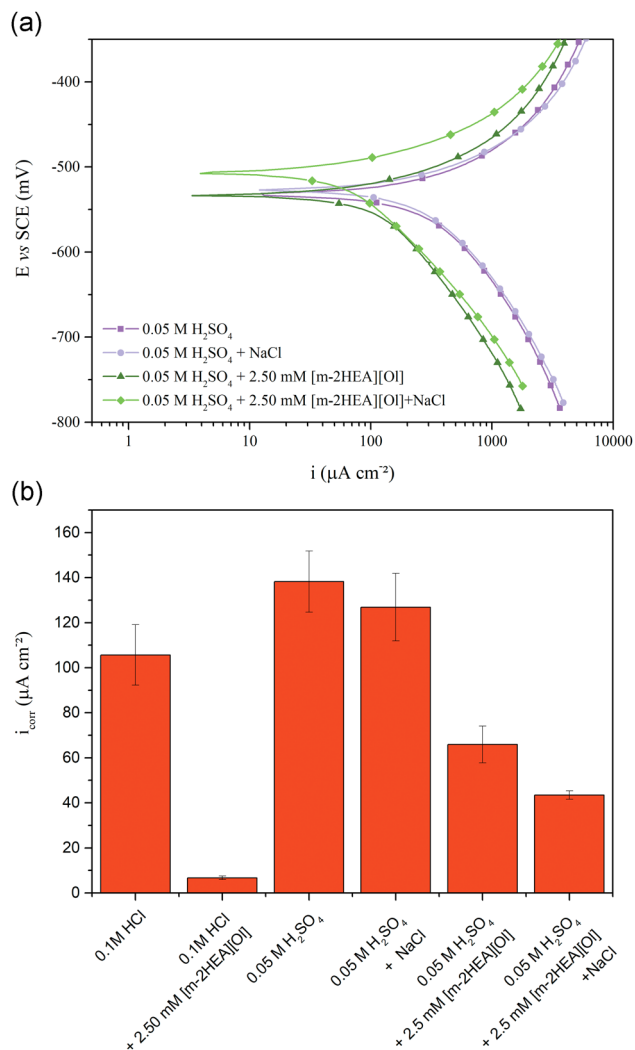 (a)
-400
-500
-600
-700
-800
E vs SCE (mV)
0.05 M H₂SO₄
0.05 M H₂SO₄ + NaCl
0.05 M H₂SO₄ + 2.50 mM [m-2HEA][Ol]
0.05 M H₂SO₄ + 2.50 mM [m-2HEA][Ol]+NaCl
1 10 100 1000 10000
i (μA cm⁻²)
(b)
160
140
120
100
80
60
40
20
0
i_corr (μA cm⁻²)
0.1M HCl
0.1M HCl
+ 2.50 mM [m-2HEA][Ol]
0.05 M H₂SO₄
0.05 M H₂SO₄
+ NaCl
0.05 M H₂SO₄
+ 2.5 mM [m-2HEA][Ol]
0.05 M H₂SO₄
+ 2.5 mM [m-2HEA][Ol]
+NaCl